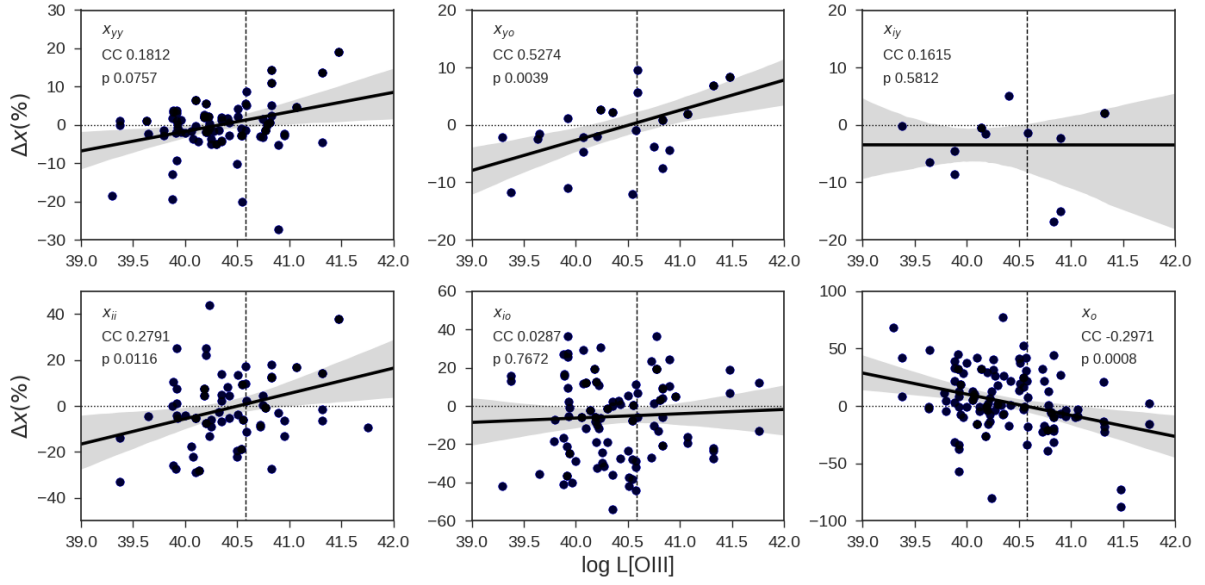 30
20
10
0
−10
−20
−30
Δx(%)
x_yy
CC 0.1812
p 0.0757
39.0 39.5 40.0 40.5 41.0 41.5 42.0
20
10
0
−10
−20
x_yo
CC 0.5274
p 0.0039
39.0 39.5 40.0 40.5 41.0 41.5 42.0
20
10
0
−10
−20
x_iy
CC 0.1615
p 0.5812
39.0 39.5 40.0 40.5 41.0 41.5 42.0
40
20
0
−20
−40
Δx(%)
x_ii
CC 0.2791
p 0.0116
39.0 39.5 40.0 40.5 41.0 41.5 42.0
60
40
20
0
−20
−40
−60
x_io
CC 0.0287
p 0.7672
39.0 39.5 40.0 40.5 41.0 41.5 42.0
log L[OIII]
100
50
0
−50
−100
x_o
CC -0.2971
p 0.0008
39.0 39.5 40.0 40.5 41.0 41.5 42.0